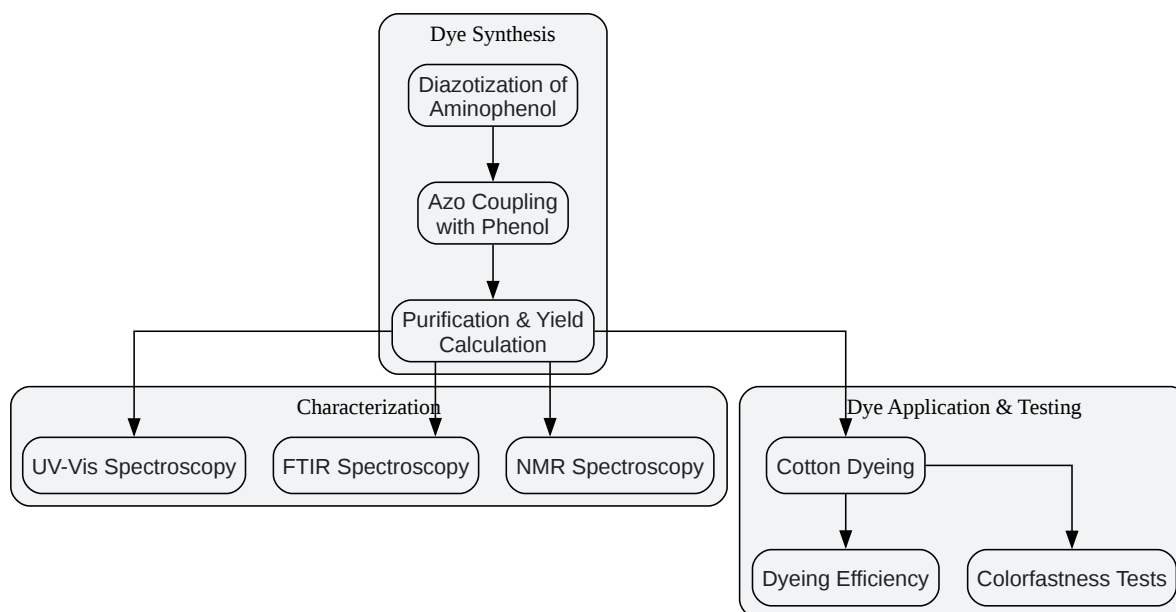 Dye Synthesis
Diazotization of
Aminophenol
Azo Coupling
with Phenol
Purification & Yield
Calculation
Characterization
UV-Vis Spectroscopy
FTIR Spectroscopy
NMR Spectroscopy
Dye Application & Testing
Cotton Dyeing
Dyeing Efficiency
Colorfastness Tests